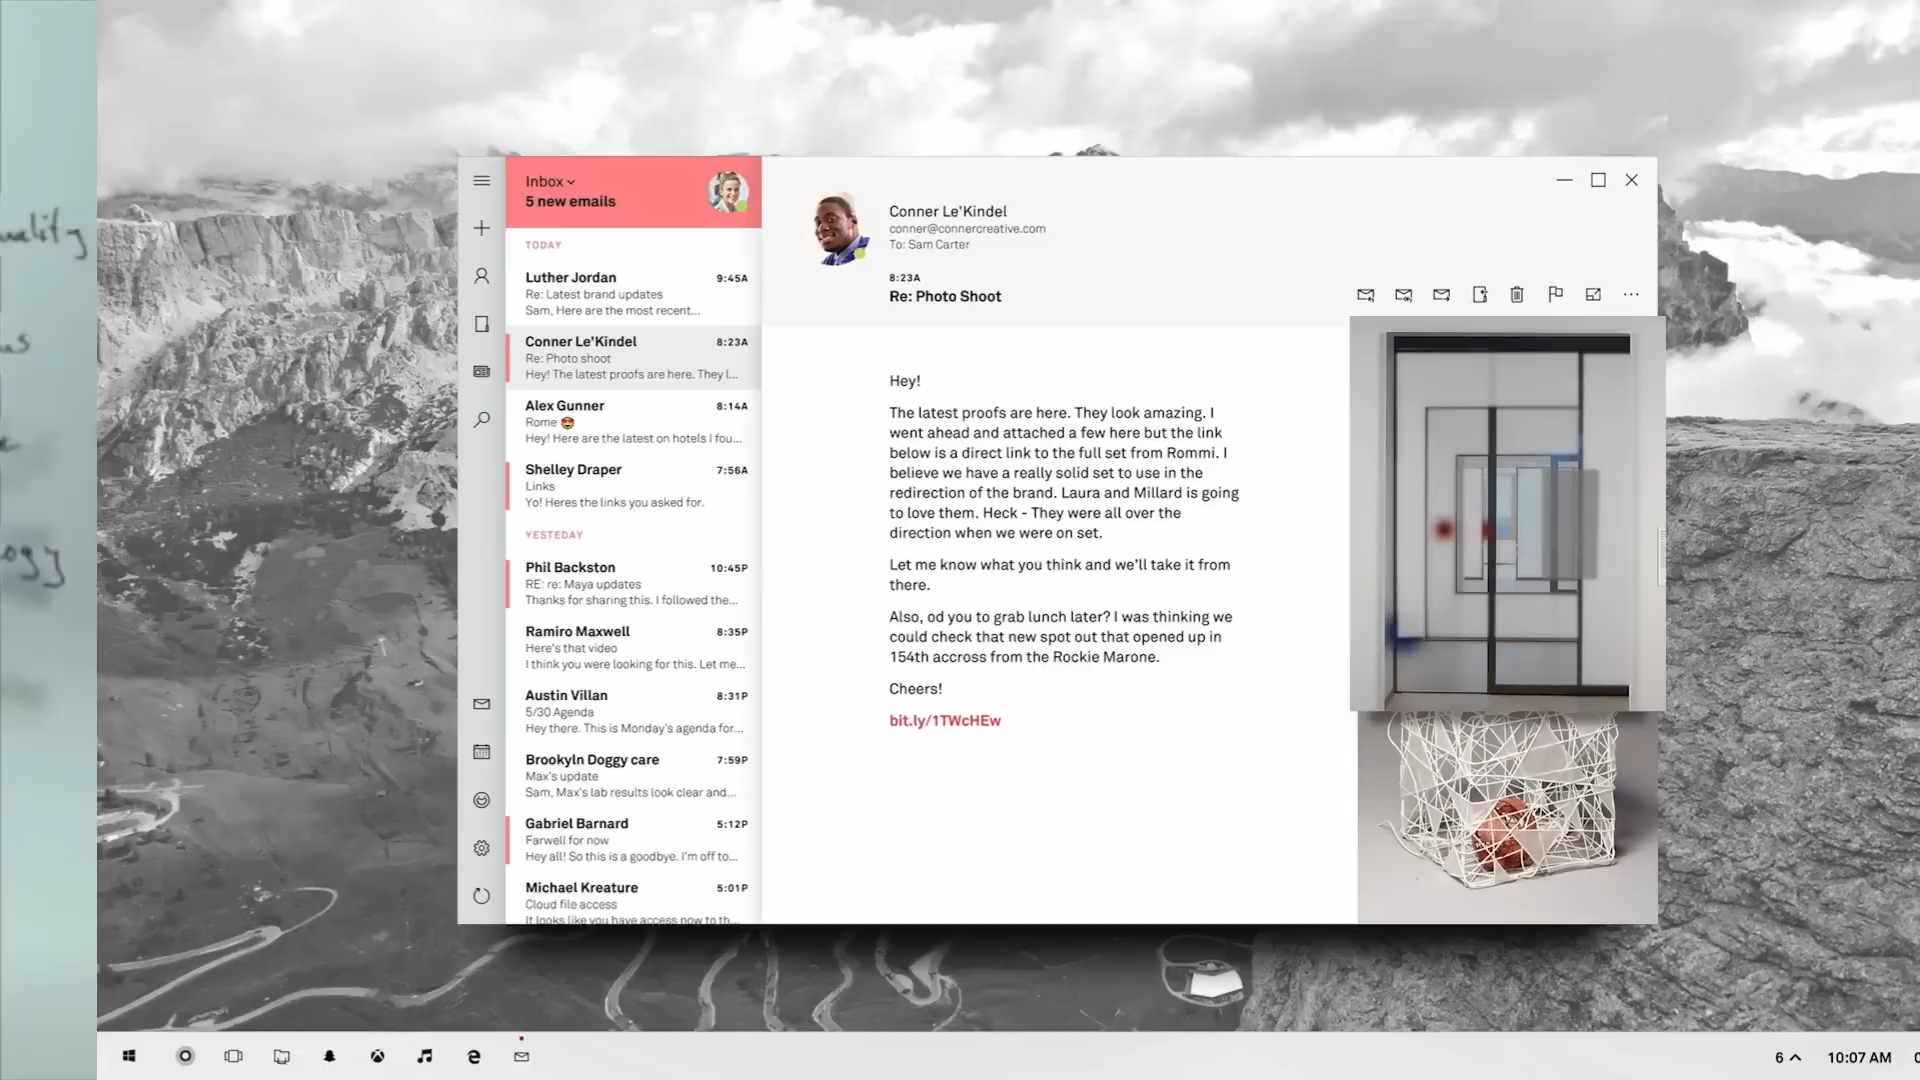 Inbox
5 new emails
TODAY
Luther Jordan 9:45A
Re: Latest brand updates
Sam, Here are the most recent...
Conner Le'Kindel 8:23A
Re: Photo shoot
Hey! The latest proofs are here. They l...
Alex Gunner 8:14A
Rome 😍
Hey! Here are the latest on hotels I fou...
Shelley Draper 7:56A
Links
Yo! Heres the links you asked for.
YESTEDAY
Phil Backston 10:45P
RE: re: Maya updates
Thanks for sharing this. I followed the...
Ramiro Maxwell 8:35P
Here's that video
I think you were looking for this. Let me...
Austin Villan 8:31P
5/30 Agenda
Hey there. This is Monday's agenda for...
Brookyln Doggy care 7:59P
Max's update
Sam, Max's lab results look clear and...
Gabriel Barnard 5:12P
Farwell for now
Hey all! So this is a goodbye. I'm off to...
Michael Kreature 5:01P
Cloud file access
It looks like you have access now to th...
Conner Le'Kindel
conner@connercreative.com
To: Sam Carter
8:23A
Re: Photo Shoot
Hey!
The latest proofs are here. They look amazing. I
went ahead and attached a few here but the link
below is a direct link to the full set from Rommi. I
believe we have a really solid set to use in the
redirection of the brand. Laura and Millard is going
to love them. Heck - They were all over the
direction when we were on set.
Let me know what you think and we'll take it from
there.
Also, od you to grab lunch later? I was thinking we
could check that new spot out that opened up in
154th accross from the Rockie Marone.
Cheers!
bit.ly/1TWcHEw
6 10:07 AM